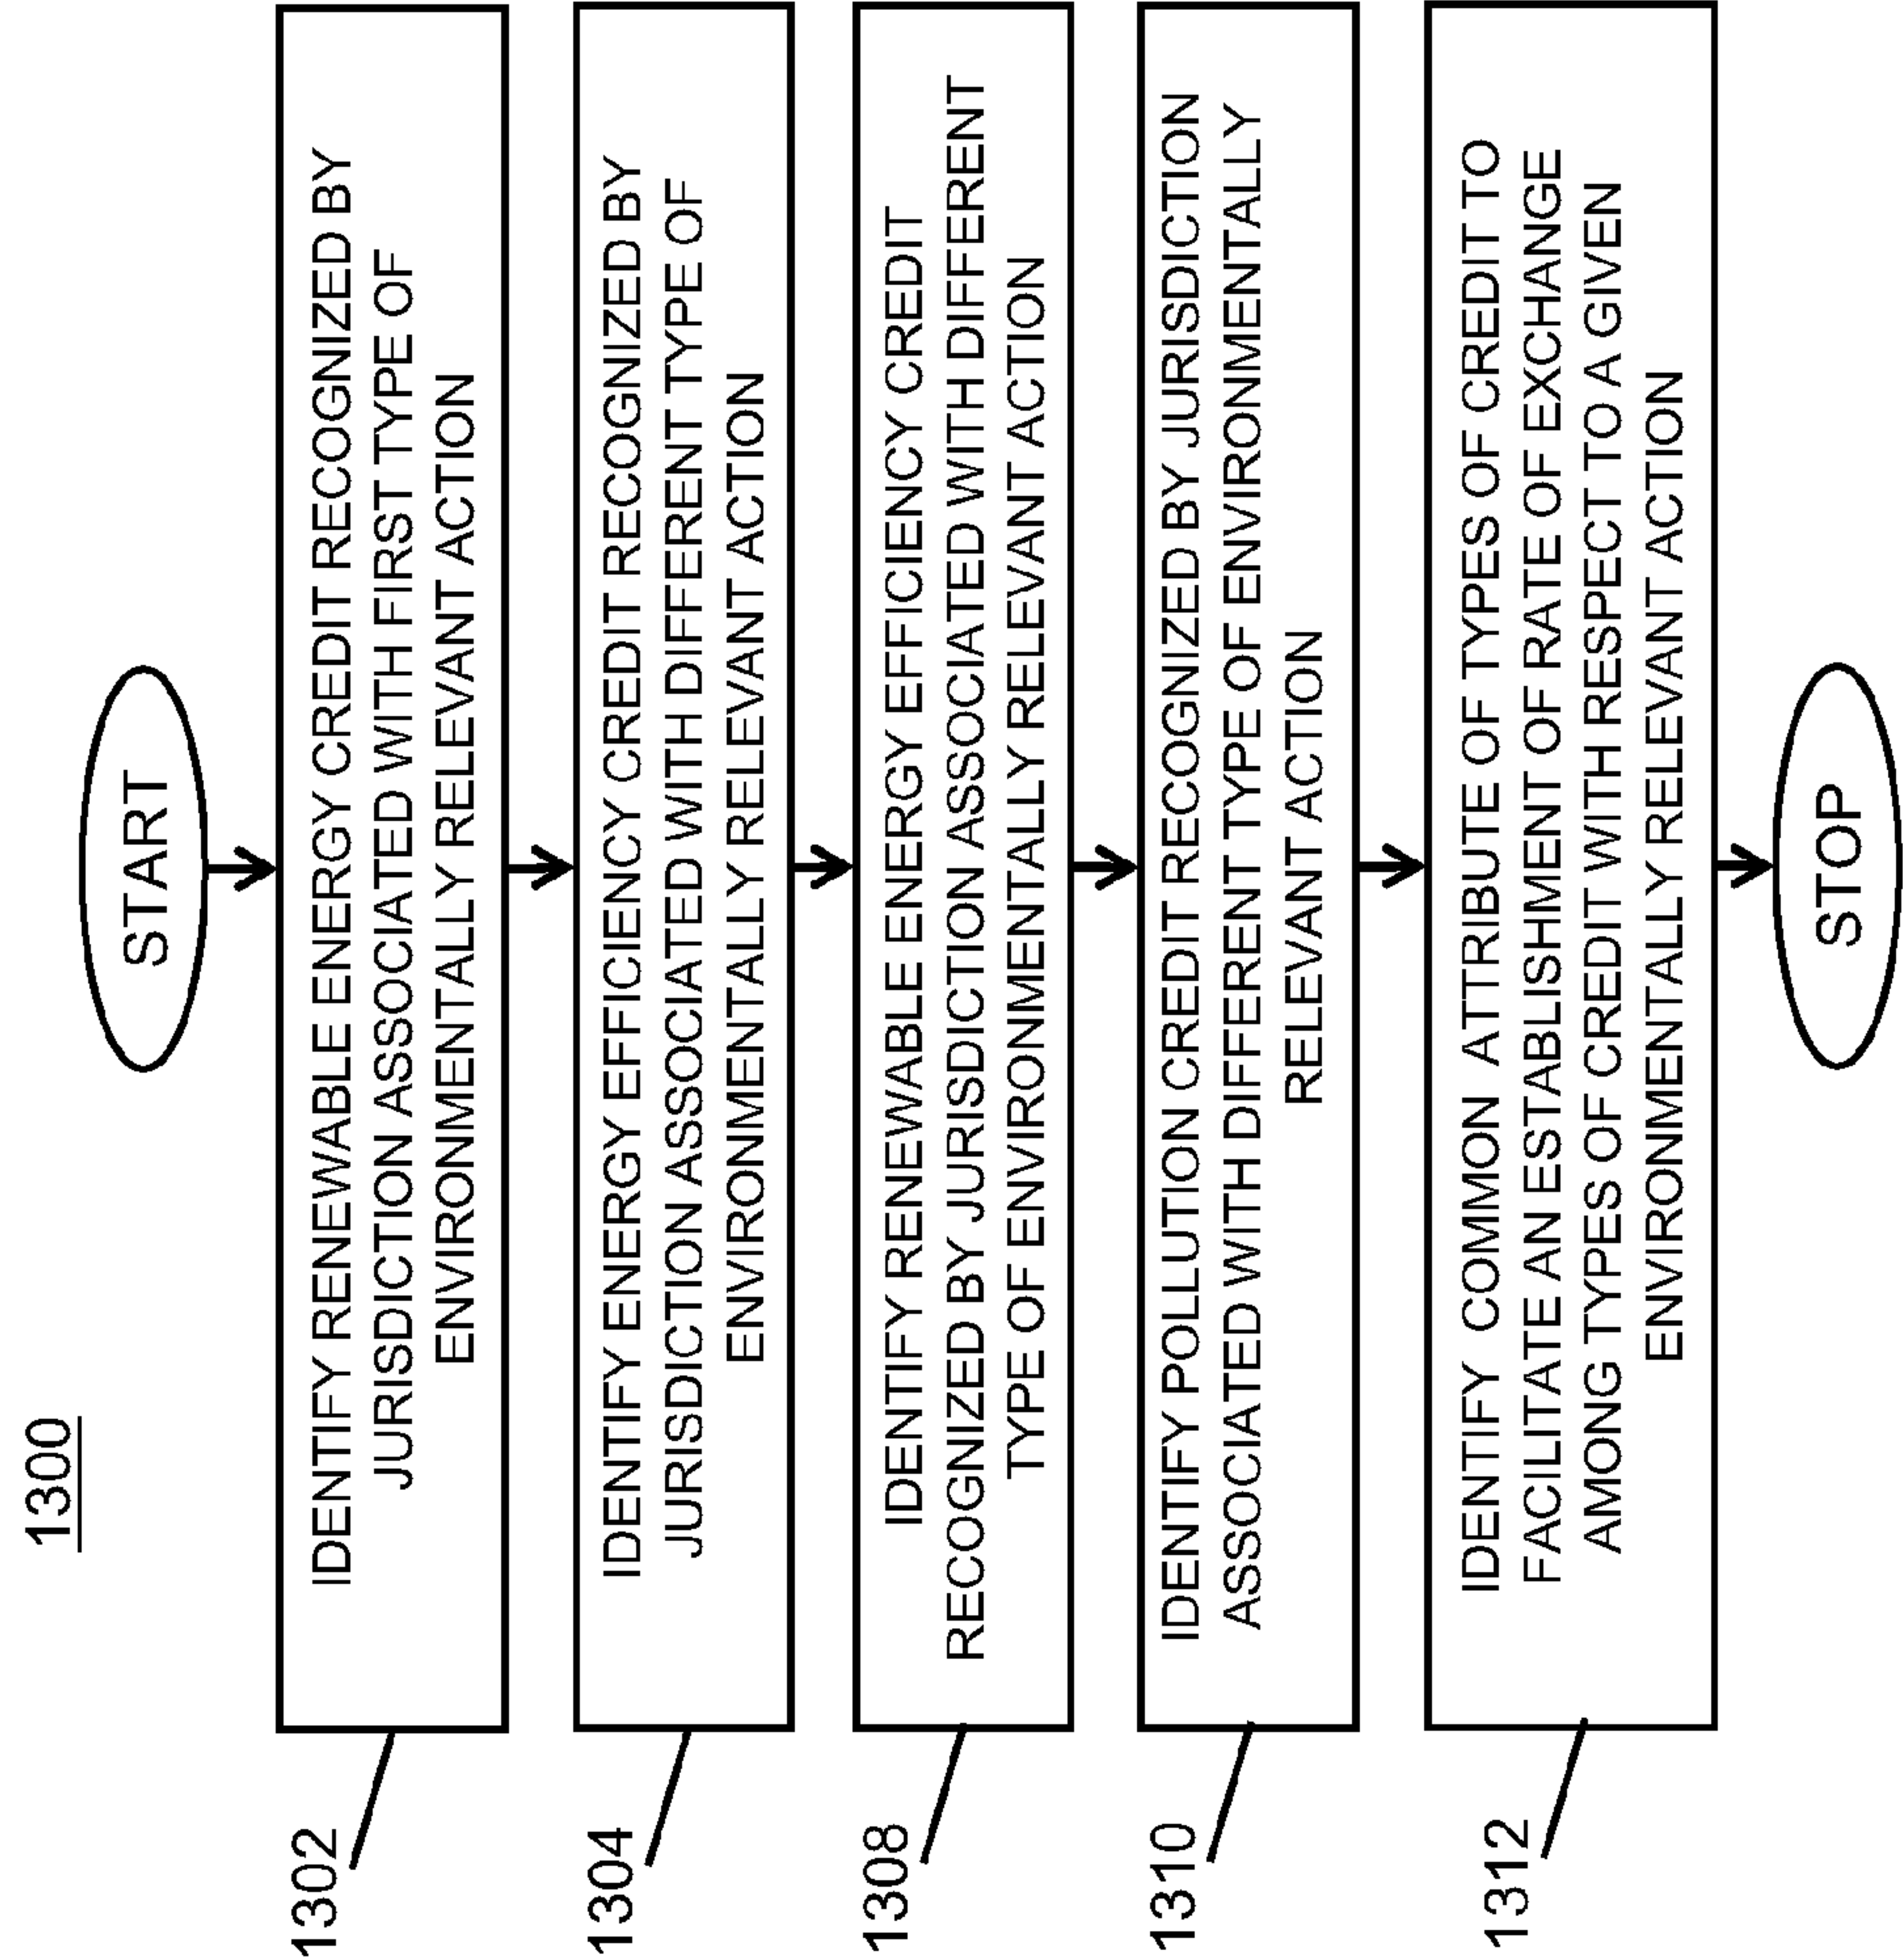 1300
START
1302
IDENTIFY RENEWABLE ENERGY CREDIT RECOGNIZED BY
JURISDICTION ASSOCIATED WITH FIRST TYPE OF
ENVIRONMENTALLY RELEVANT ACTION
1304
IDENTIFY ENERGY EFFICIENCY CREDIT RECOGNIZED BY
JURISDICTION ASSOCIATED WITH DIFFERENT TYPE OF
ENVIRONMENTALLY RELEVANT ACTION
1308
IDENTIFY RENEWABLE ENERGY EFFICIENCY CREDIT
RECOGNIZED BY JURISDICTION ASSOCIATED WITH DIFFERENT
TYPE OF ENVIRONMENTALLY RELEVANT ACTION
1310
IDENTIFY POLLUTION CREDIT RECOGNIZED BY JURISDICTION
ASSOCIATED WITH DIFFERENT TYPE OF ENVIRONMENTALLY
RELEVANT ACTION
1312
IDENTIFY COMMON ATTRIBUTE OF TYPES OF CREDIT TO
FACILITATE AN ESTABLISHMENT OF RATE OF EXCHANGE
AMONG TYPES OF CREDIT WITH RESPECT TO A GIVEN
ENVIRONMENTALLY RELEVANT ACTION
STOP